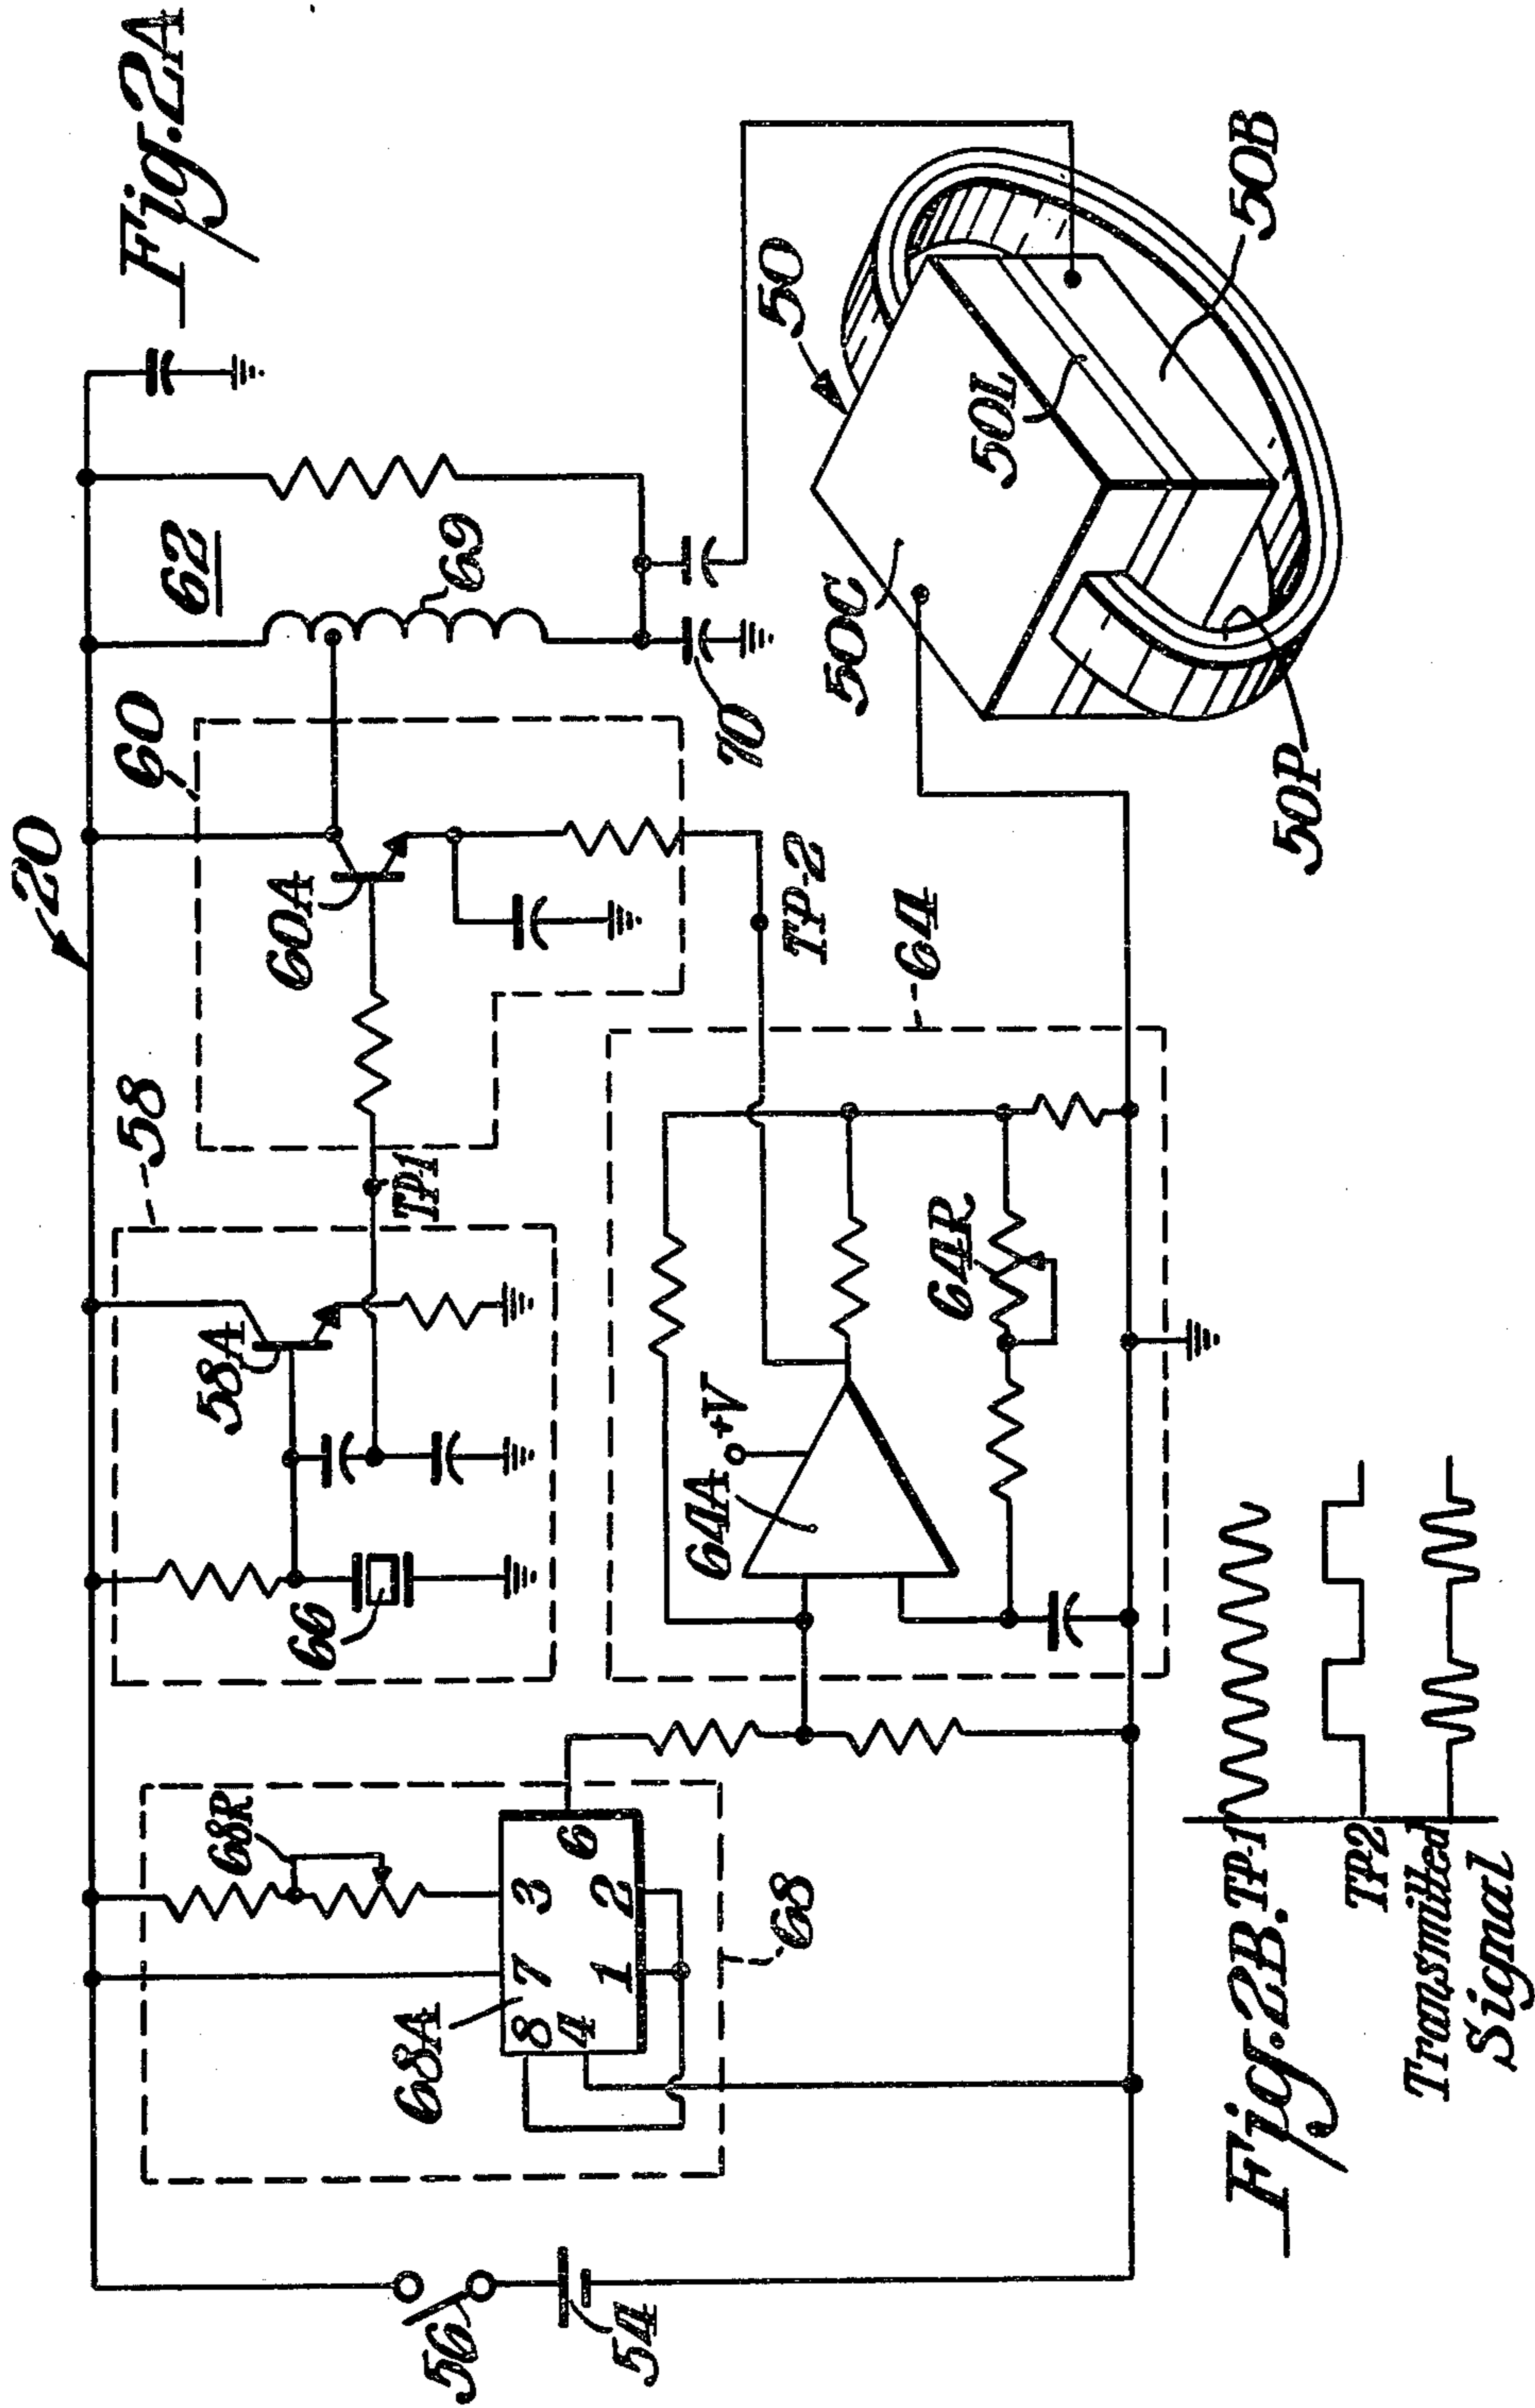 Fig. 2A
20
62
60
58
69
60A
58A
66
68R
TP1
70
TP-2
64
50
50C
50L
50B
50P
3
6
7
2
8
4
1
68A
68
64A
+V
64R
56
54
Fig. 2B.
TP-1
TP2
Transmitted
Signal